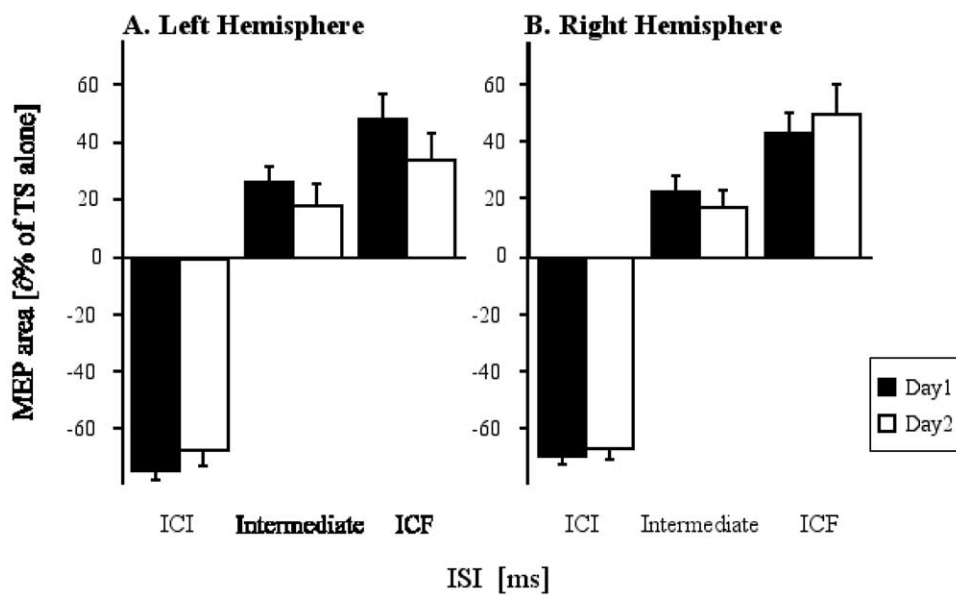 A. Left Hemisphere
B. Right Hemisphere
MEP area [∂% of TS alone]
60
40
20
0
-20
-40
-60
60
40
20
0
-20
-40
-60
Day1
Day2
ICI Intermediate ICF
ICI Intermediate ICF
ISI [ms]